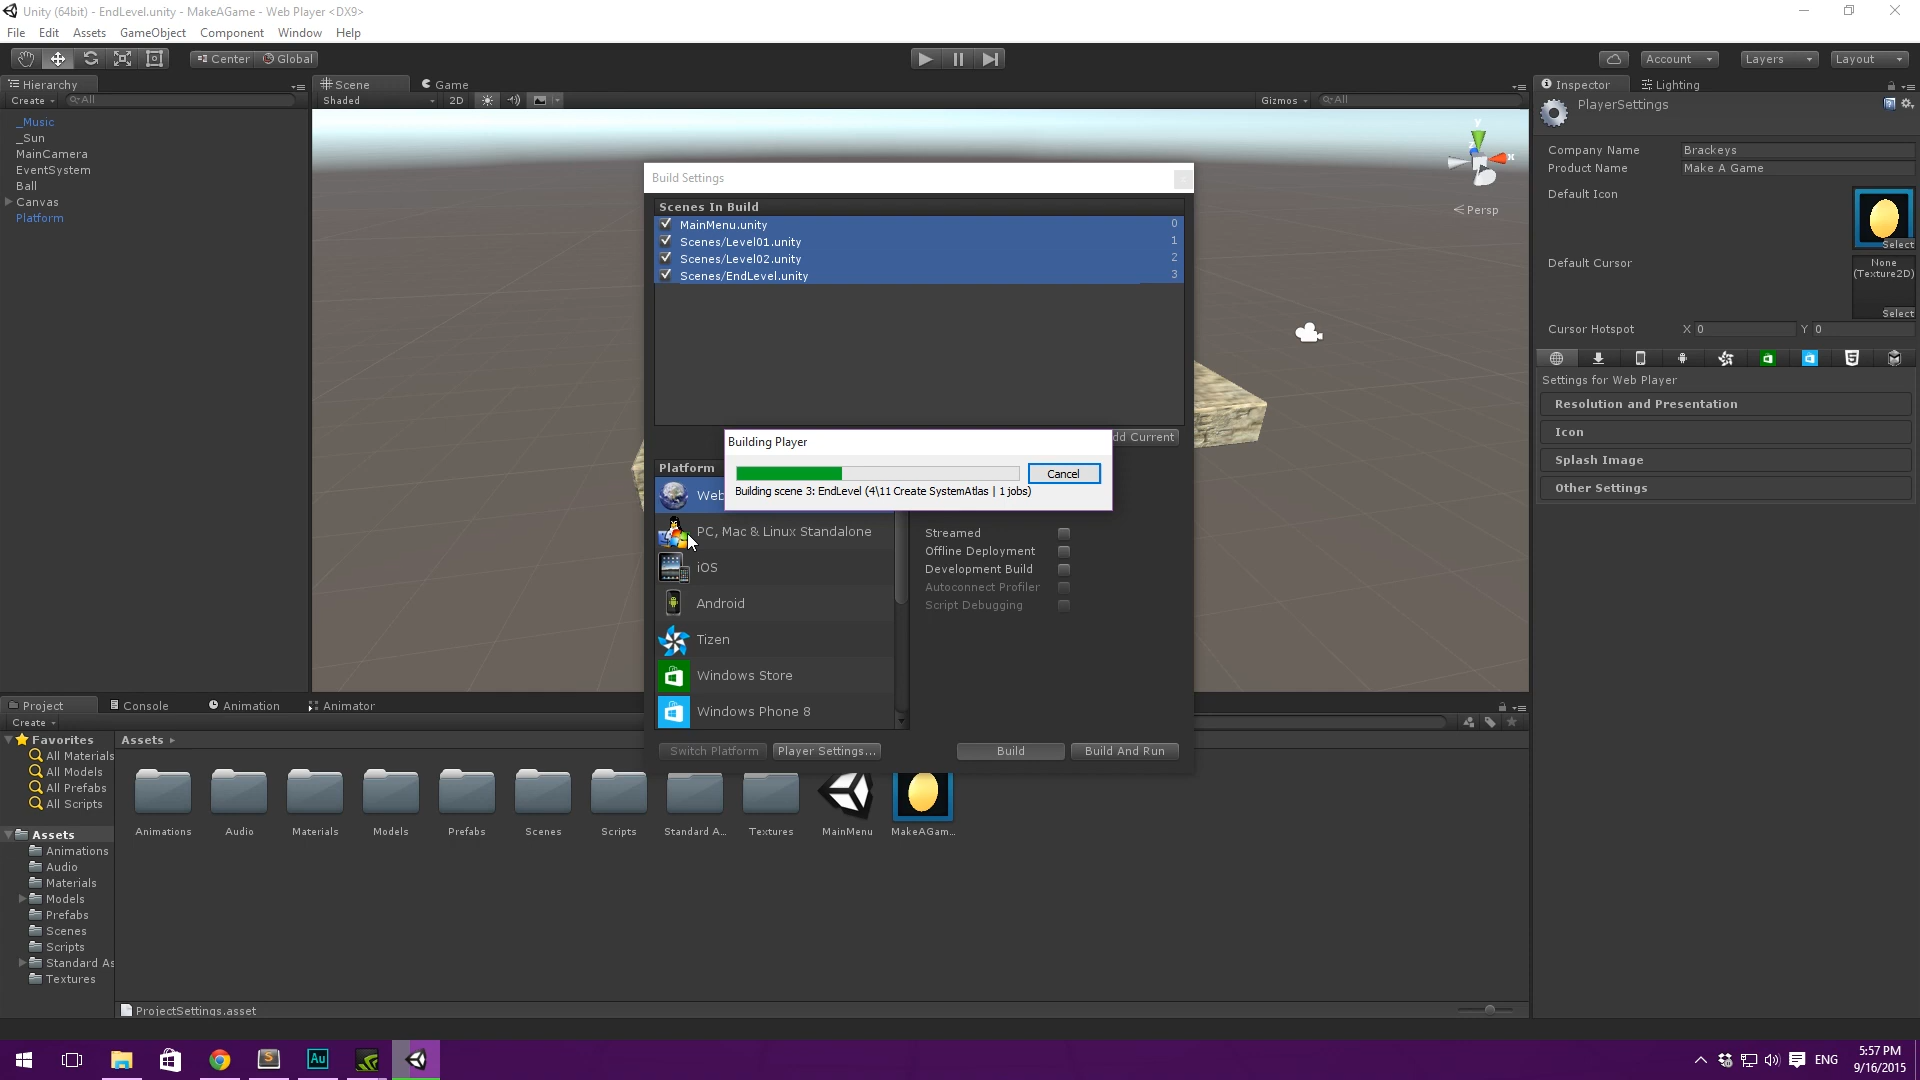 Unity (64bit) - EndLevel.unity - MakeAGame - Web Player <DX9>
File Edit Assets GameObject Component Window Help
Center Global
Account Layers Layout
Hierarchy
Create All
_Music
_Sun
MainCamera
EventSystem
Ball
Canvas
Platform
Scene Game
Shaded 2D Gizmos All
y
x
Persp
Build Settings
Scenes In Build
MainMenu.unity 0
Scenes/Level01.unity 1
Scenes/Level02.unity 2
Scenes/EndLevel.unity 3
dd Current
Building Player
Cancel
Building scene 3: EndLevel (4\11 Create SystemAtlas | 1 jobs)
Platform
Web
PC, Mac & Linux Standalone
iOS
Android
Tizen
Windows Store
Windows Phone 8
Streamed
Offline Deployment
Development Build
Autoconnect Profiler
Script Debugging
Switch Platform Player Settings... Build Build And Run
Inspector Lighting
PlayerSettings
Company Name Brackeys
Product Name Make A Game
Default Icon
Select
Default Cursor
None
(Texture2D)
Select
Cursor Hotspot X 0 Y 0
Settings for Web Player
Resolution and Presentation
Icon
Splash Image
Other Settings
Project Console Animation Animator
Create
Favorites
All Materials
All Models
All Prefabs
All Scripts
Assets
Animations
Audio
Materials
Models
Prefabs
Scenes
Scripts
Standard As
Textures
Assets
Animations Audio Materials Models Prefabs Scenes Scripts Standard A... Textures MainMenu MakeAGam...
ProjectSettings.asset
S Au
ENG
5:57 PM
9/16/2015